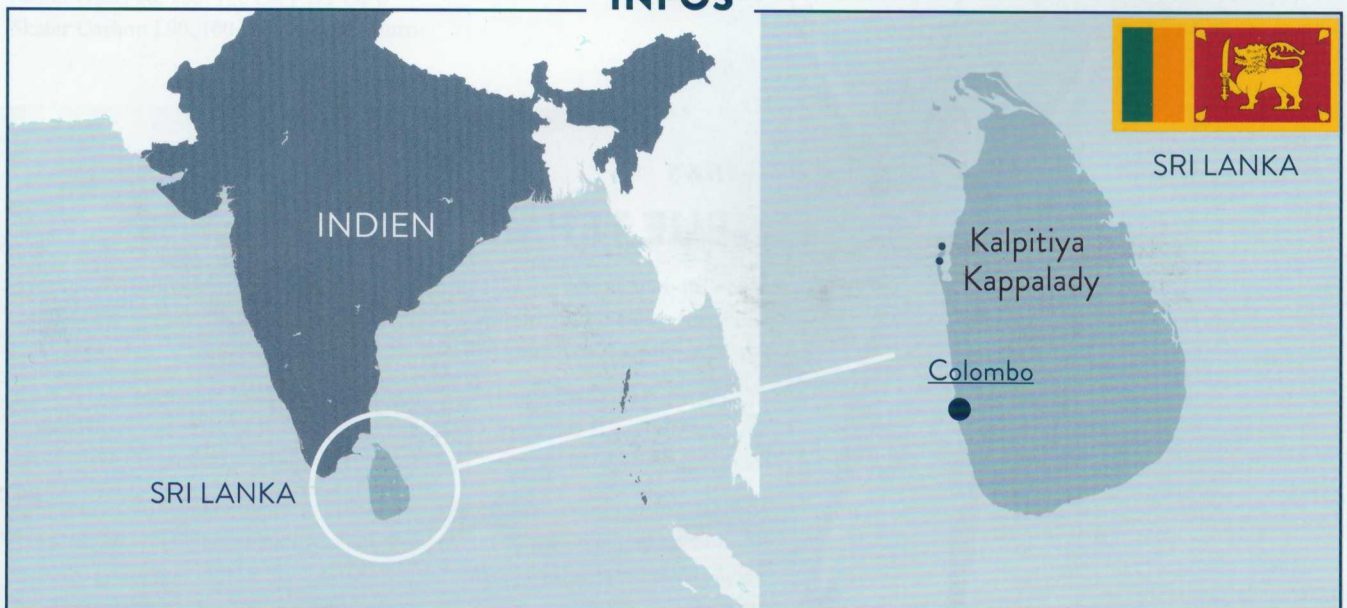 INFOS
INDIEN
SRI LANKA
SRI LANKA
Kalpitiya
Kappalady
Colombo